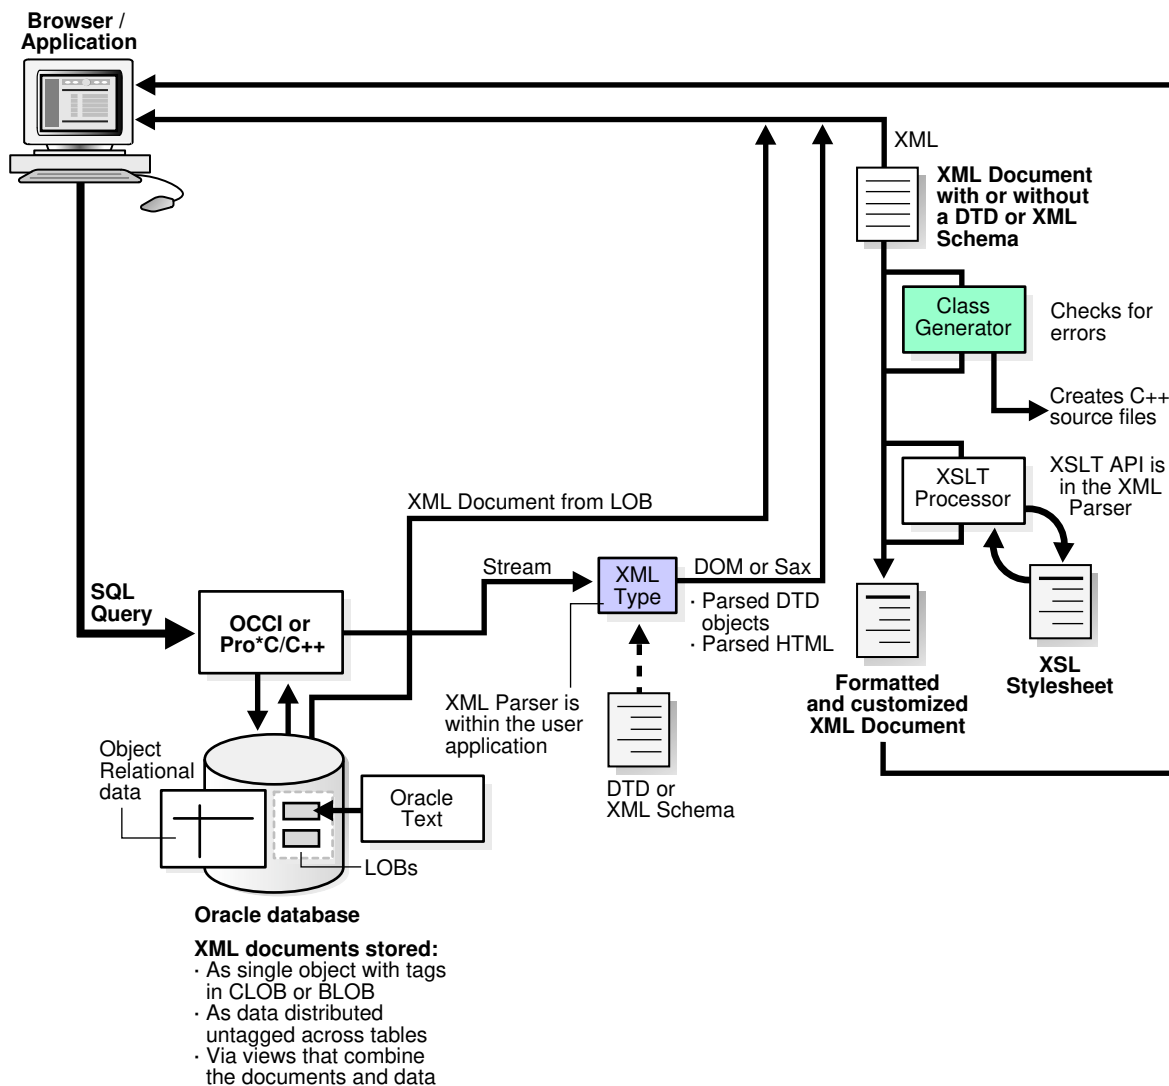 Browser /
Application
XML
XML Document
with or without
a DTD or XML
Schema
Class
Generator
Checks for
errors
Creates C++
source files
XSLT
Processor
XSLT API is
in the XML
Parser
XML Document from LOB
Stream
XML
Type
DOM or Sax
· Parsed DTD
objects
· Parsed HTML
SQL
Query
OCCI or
Pro*C/C++
XML Parser is
within the user
application
DTD or
XML Schema
Formatted
and customized
XML Document
XSL
Stylesheet
Object
Relational
data
Oracle
Text
LOBs
Oracle database
XML documents stored:
· As single object with tags
in CLOB or BLOB
· As data distributed
untagged across tables
· Via views that combine
the documents and data